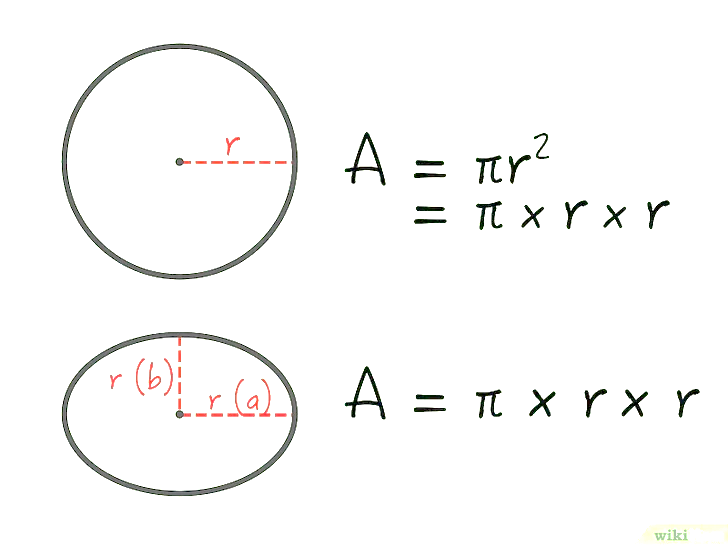 r
A = πr²
= π x r x r
r (b)
r (a)
A = π x r x r
wiki